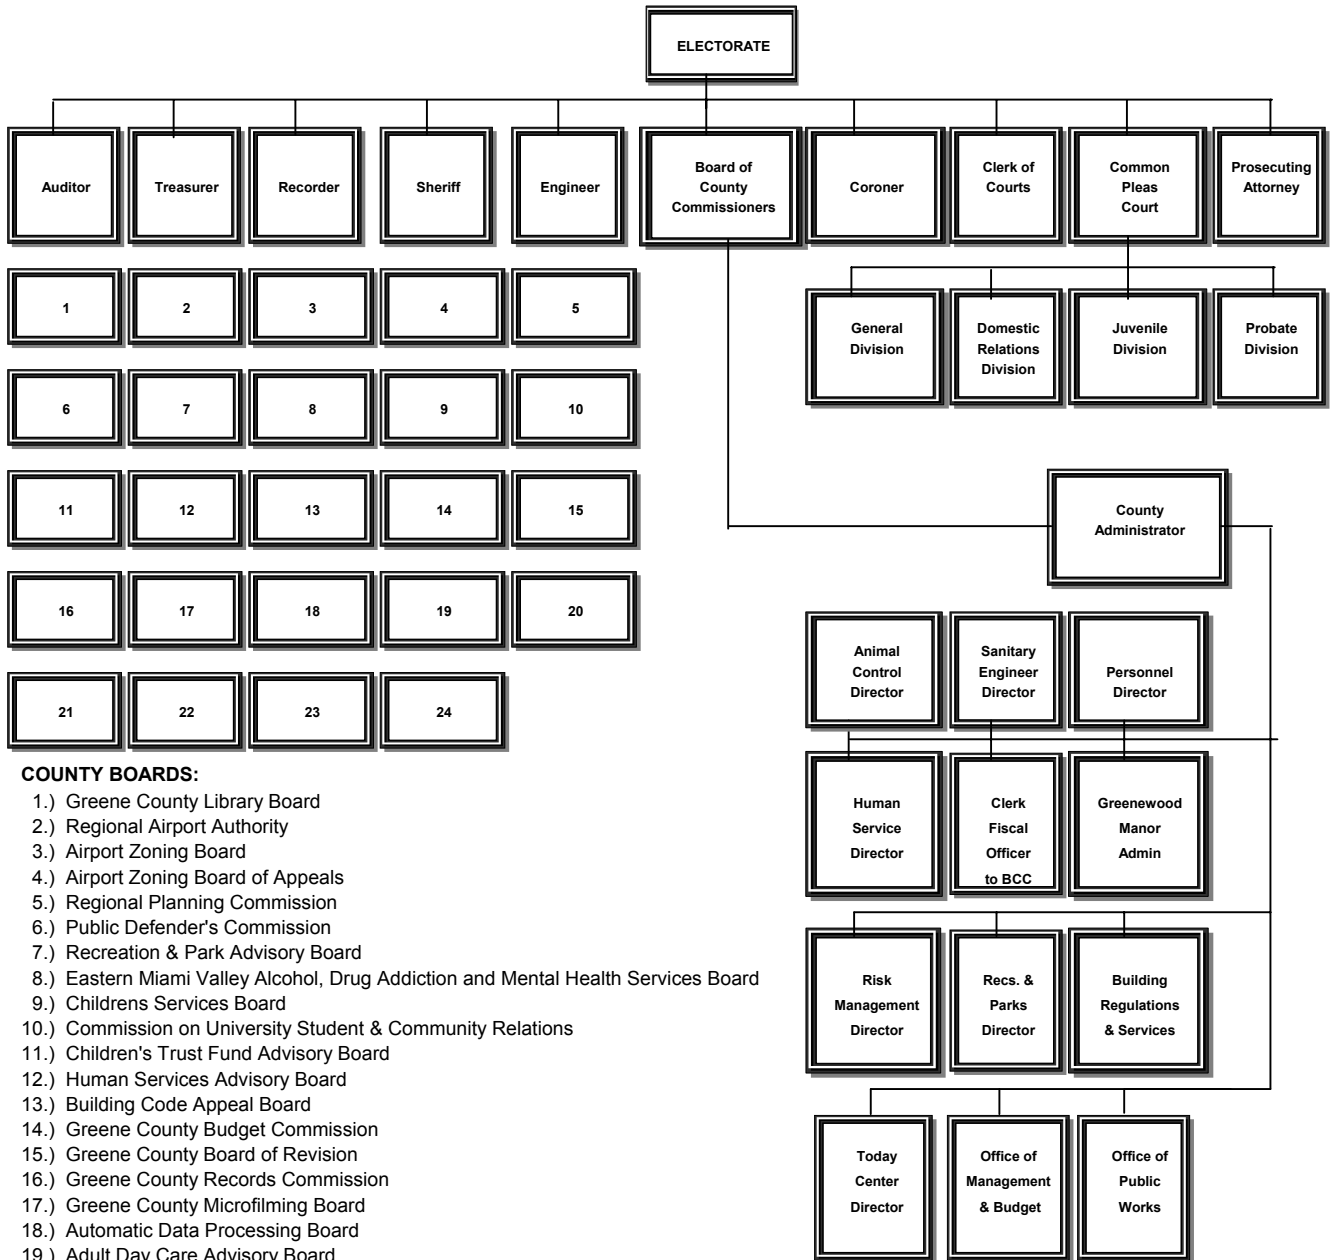 ELECTORATE
Auditor
Treasurer
Recorder
Sheriff
Engineer
Board of
County
Commissioners
Coroner
Clerk of
Courts
Common
Pleas
Court
Prosecuting
Attorney
1
2
3
4
5
General
Division
Domestic
Relations
Division
Juvenile
Division
Probate
Division
6
7
8
9
10
11
12
13
14
15
County
Administrator
16
17
18
19
20
Animal
Control
Director
Sanitary
Engineer
Director
Personnel
Director
21
22
23
24
Human
Service
Director
Clerk
Fiscal
Officer
to BCC
Greenewood
Manor
Admin
Risk
Management
Director
Recs. &
Parks
Director
Building
Regulations
& Services
Today
Center
Director
Office of
Management
& Budget
Office of
Public
Works
COUNTY BOARDS:
1.) Greene County Library Board
2.) Regional Airport Authority
3.) Airport Zoning Board
4.) Airport Zoning Board of Appeals
5.) Regional Planning Commission
6.) Public Defender's Commission
7.) Recreation & Park Advisory Board
8.) Eastern Miami Valley Alcohol, Drug Addiction and Mental Health Services Board
9.) Childrens Services Board
10.) Commission on University Student & Community Relations
11.) Children's Trust Fund Advisory Board
12.) Human Services Advisory Board
13.) Building Code Appeal Board
14.) Greene County Budget Commission
15.) Greene County Board of Revision
16.) Greene County Records Commission
17.) Greene County Microfilming Board
18.) Automatic Data Processing Board
19.) Adult Day Care Advisory Board